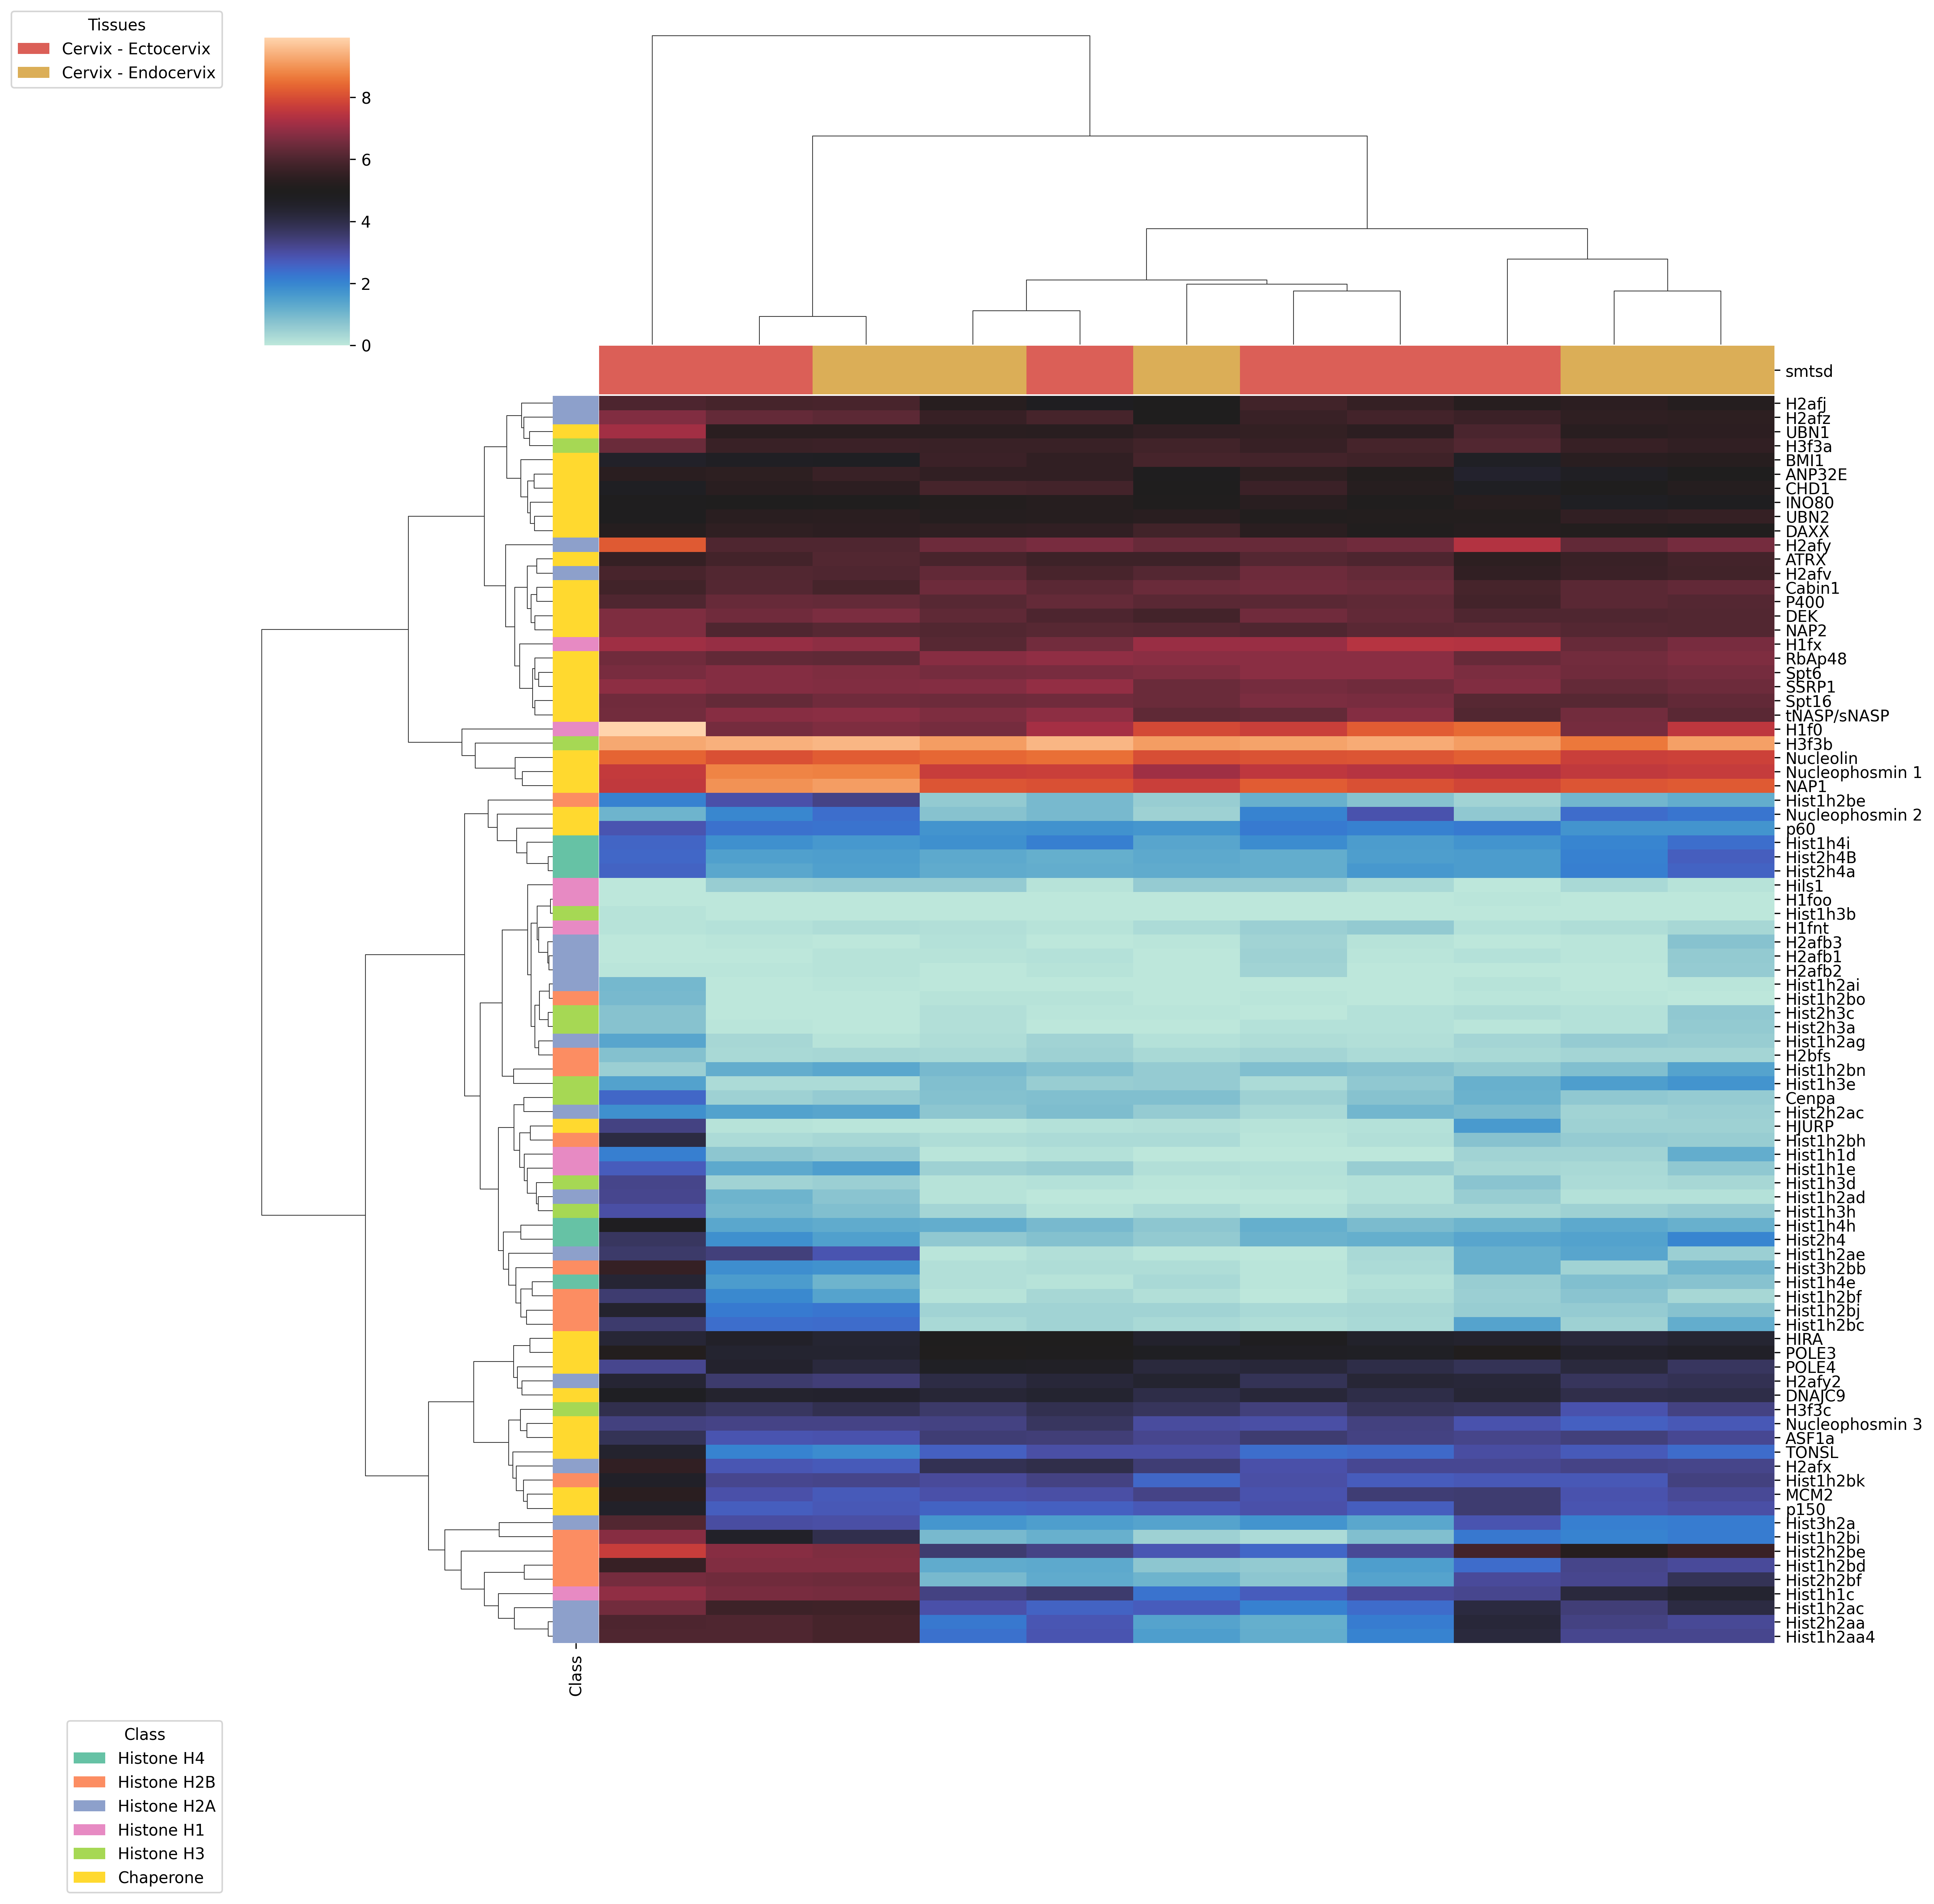 Tissues
Cervix - Ectocervix
Cervix - Endocervix
8
6
4
2
0
smtsd
H2afj
H2afz
UBN1
H3f3a
BMI1
ANP32E
CHD1
INO80
UBN2
DAXX
H2afy
ATRX
H2afv
Cabin1
P400
DEK
NAP2
H1fx
RbAp48
Spt6
SSRP1
Spt16
tNASP/sNASP
H1f0
H3f3b
Nucleolin
Nucleophosmin 1
NAP1
Hist1h2be
Nucleophosmin 2
p60
Hist1h4i
Hist2h4B
Hist2h4a
Hils1
H1foo
Hist1h3b
H1fnt
H2afb3
H2afb1
H2afb2
Hist1h2ai
Hist1h2bo
Hist2h3c
Hist2h3a
Hist1h2ag
H2bfs
Hist1h2bn
Hist1h3e
Cenpa
Hist2h2ac
HJURP
Hist1h2bh
Hist1h1d
Hist1h1e
Hist1h3d
Hist1h2ad
Hist1h3h
Hist1h4h
Hist2h4
Hist1h2ae
Hist3h2bb
Hist1h4e
Hist1h2bf
Hist1h2bj
Hist1h2bc
HIRA
POLE3
POLE4
H2afy2
DNAJC9
H3f3c
Nucleophosmin 3
ASF1a
TONSL
H2afx
Hist1h2bk
MCM2
p150
Hist3h2a
Hist1h2bi
Hist2h2be
Hist1h2bd
Hist2h2bf
Hist1h1c
Hist1h2ac
Hist2h2aa
Hist1h2aa4
Class
Class
Histone H4
Histone H2B
Histone H2A
Histone H1
Histone H3
Chaperone